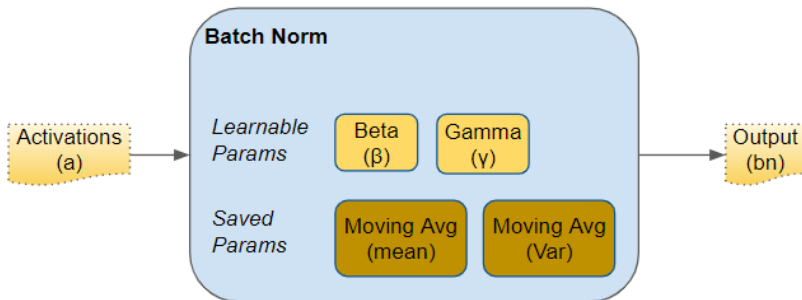 Batch Norm
Activations
(a)
Learnable
Params
Beta
(β)
Gamma
(γ)
Output
(bn)
Saved
Params
Moving Avg
(mean)
Moving Avg
(Var)